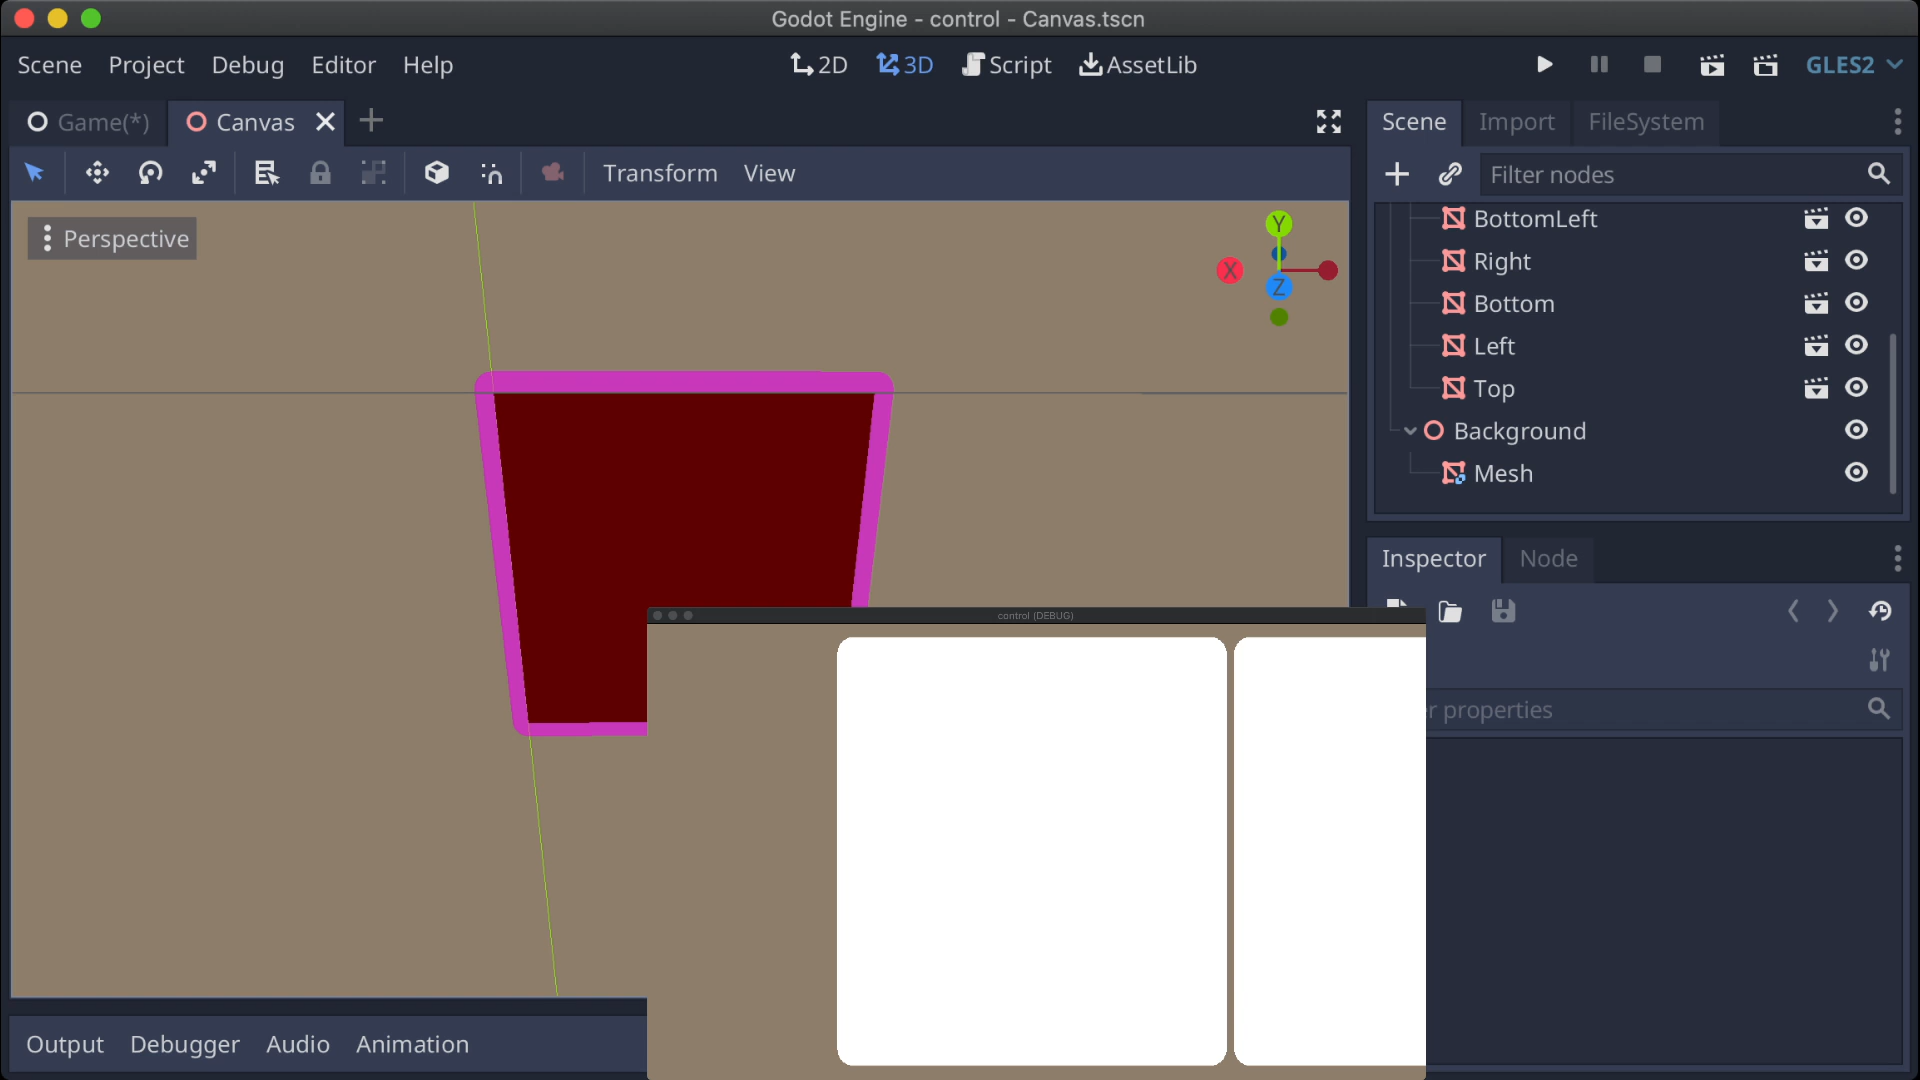 Godot Engine - control - Canvas.tscn
Scene Project Debug Editor Help 2D 3D Script AssetLib GLES2
Game(*) Canvas
Scene Import FileSystem
Transform View
Filter nodes
Perspective
Y
X
Z
BottomLeft
Right
Bottom
Left
Top
Background
Mesh
Inspector Node
control (DEBUG)
r properties
Output Debugger Audio Animation